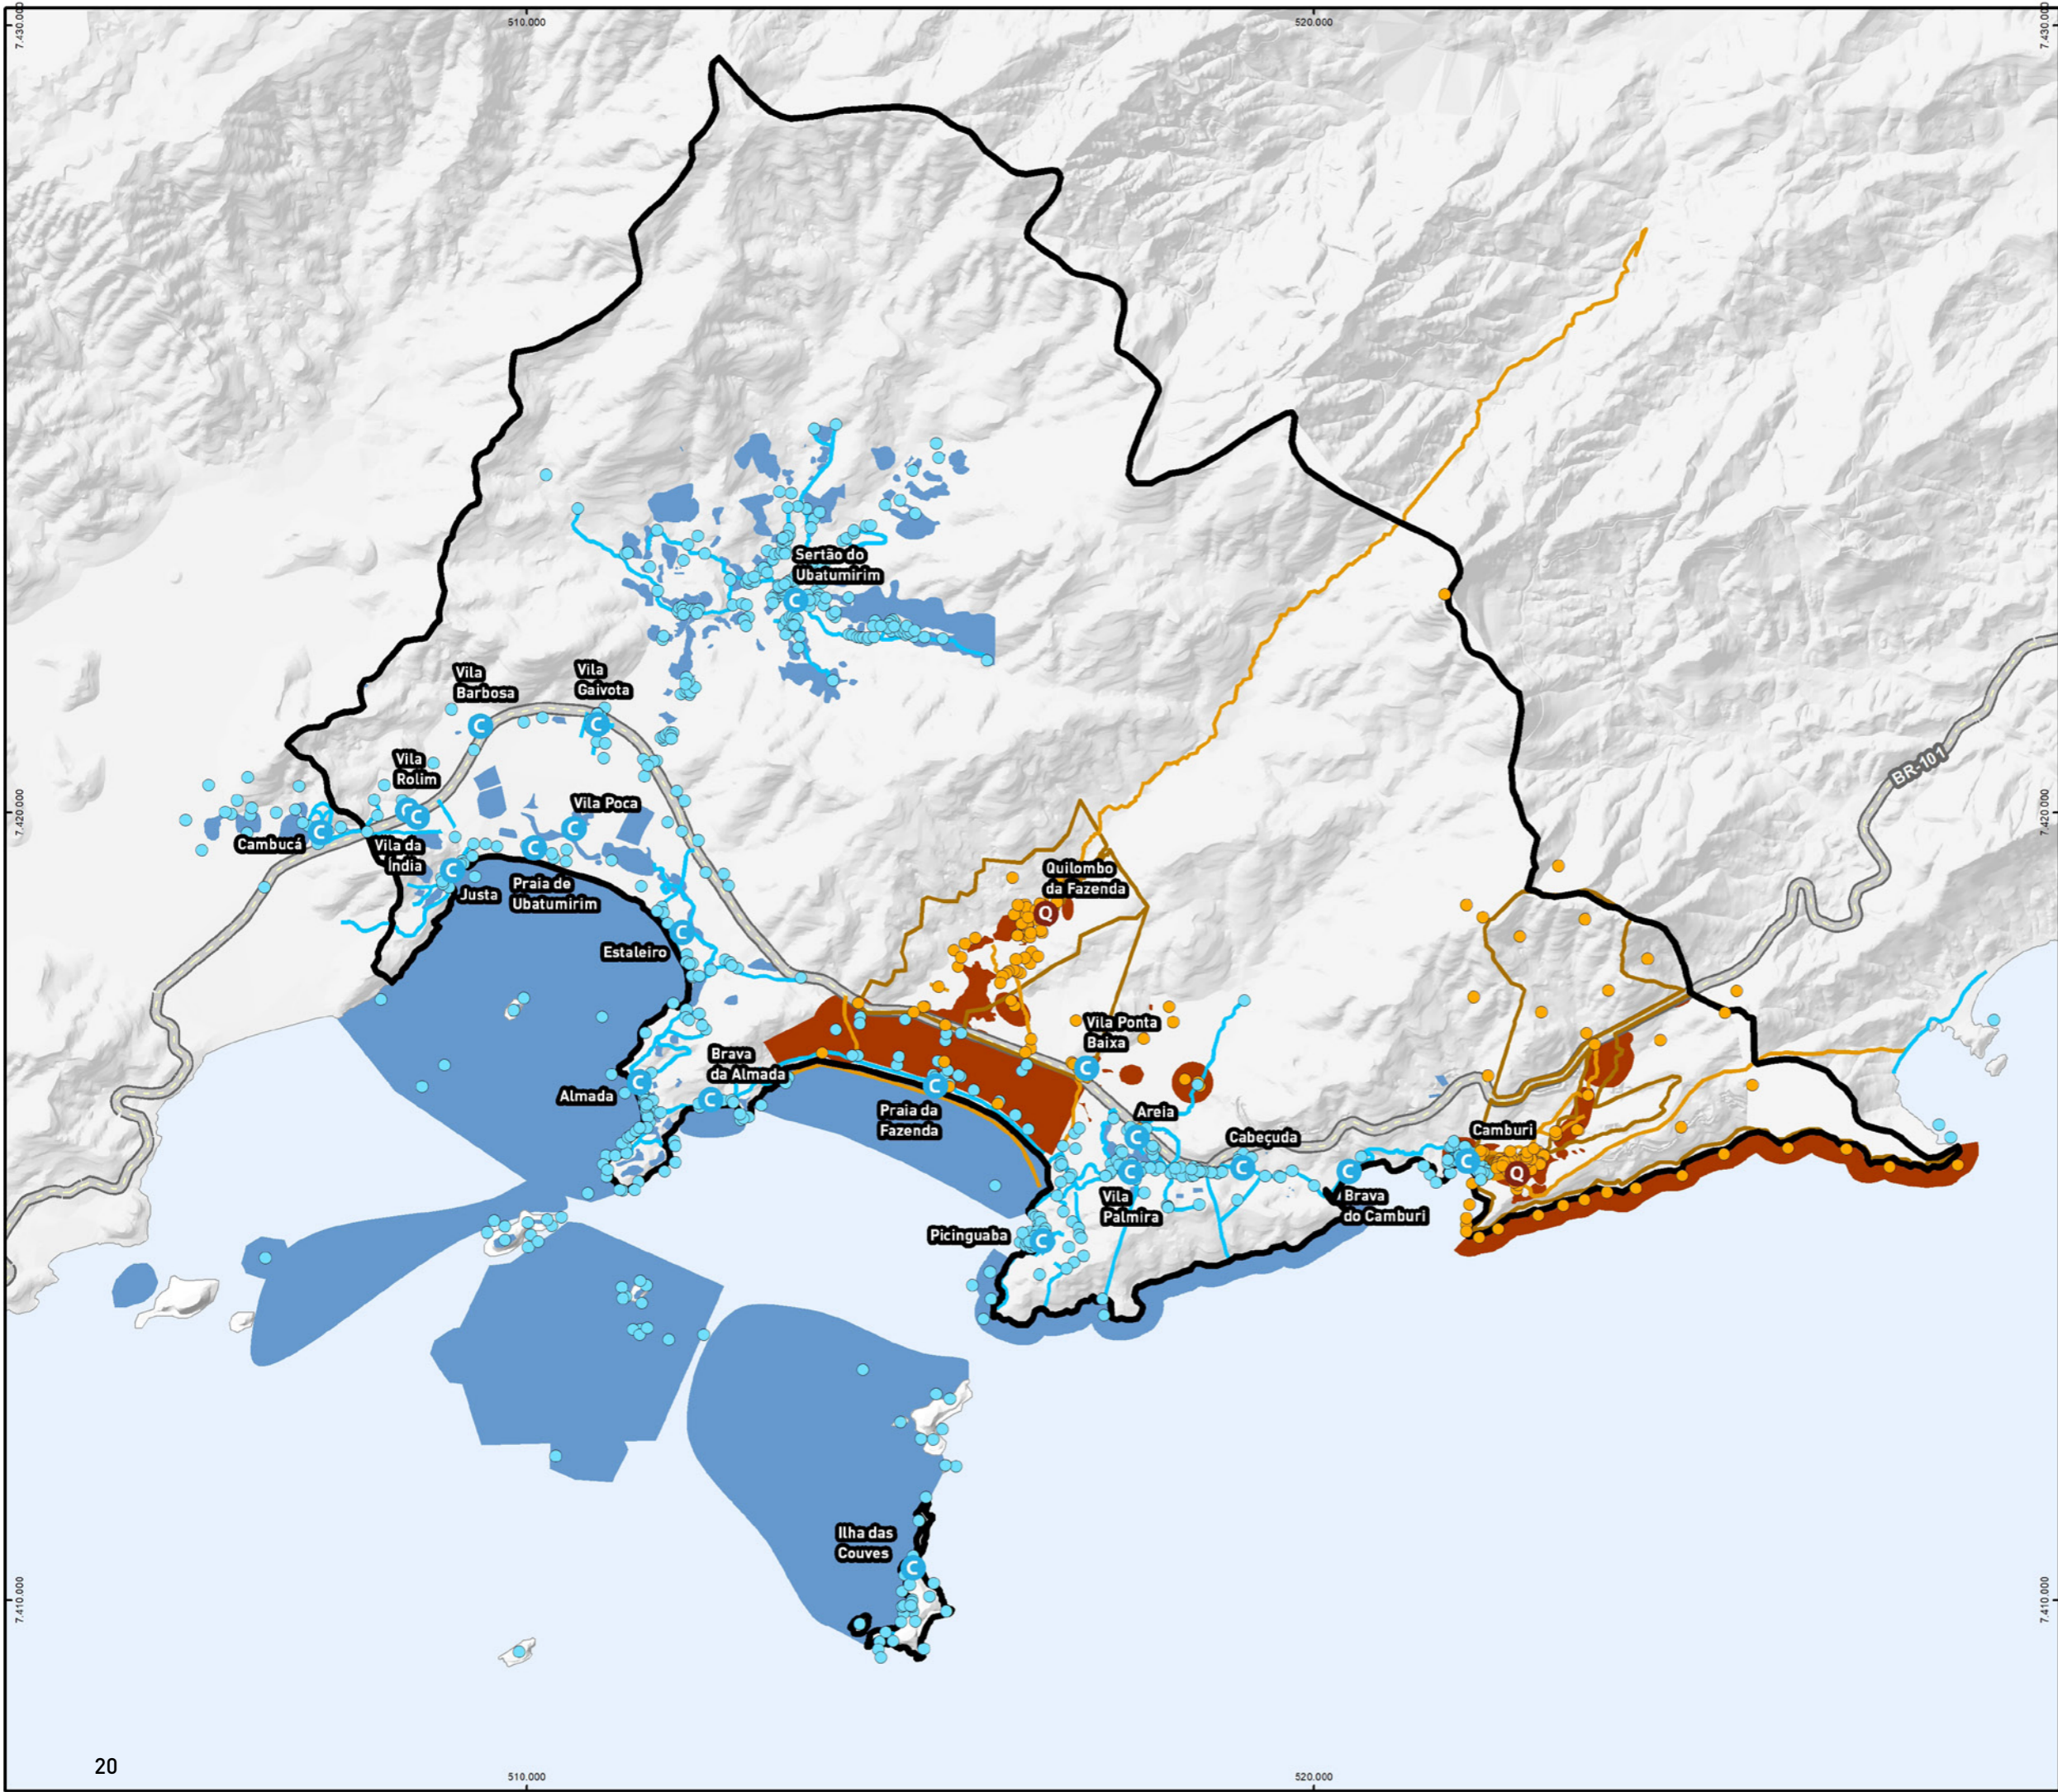 510.000
520.000
7.430.000
7.430.000
Sertão do
Ubatumirim
Vila
Barbosa
C
Vila
Gaivota
C
C
BR-101
Vila
Rolim
C
C
Vila Poca
C
7.420.000
7.420.000
Cambucá
C
Vila da
Índia
C
Justa
C
Praia de
Ubatumirim
Quilombo
da Fazenda
Q
Estaleiro
C
Vila Ponta
Baixa
C
Brava
da Almada
C
Almada
C
Praia da
Fazenda
C
Areia
C
Cabeçuda
C
Camburi
C
Q
Vila
Palmira
C
Brava
do Camburi
C
Picinguaba
C
Ilha das
Couves
C
7.410.000
7.410.000
20
510.000
520.000